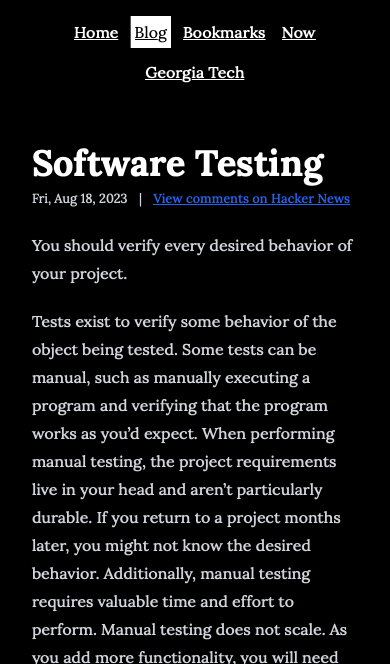 Home Blog Bookmarks Now
Georgia Tech
Software Testing
Fri, Aug 18, 2023 | View comments on Hacker News
You should verify every desired behavior of
your project.
Tests exist to verify some behavior of the
object being tested. Some tests can be
manual, such as manually executing a
program and verifying that the program
works as you’d expect. When performing
manual testing, the project requirements
live in your head and aren’t particularly
durable. If you return to a project months
later, you might not know the desired
behavior. Additionally, manual testing
requires valuable time and effort to
perform. Manual testing does not scale. As
you add more functionality, you will need